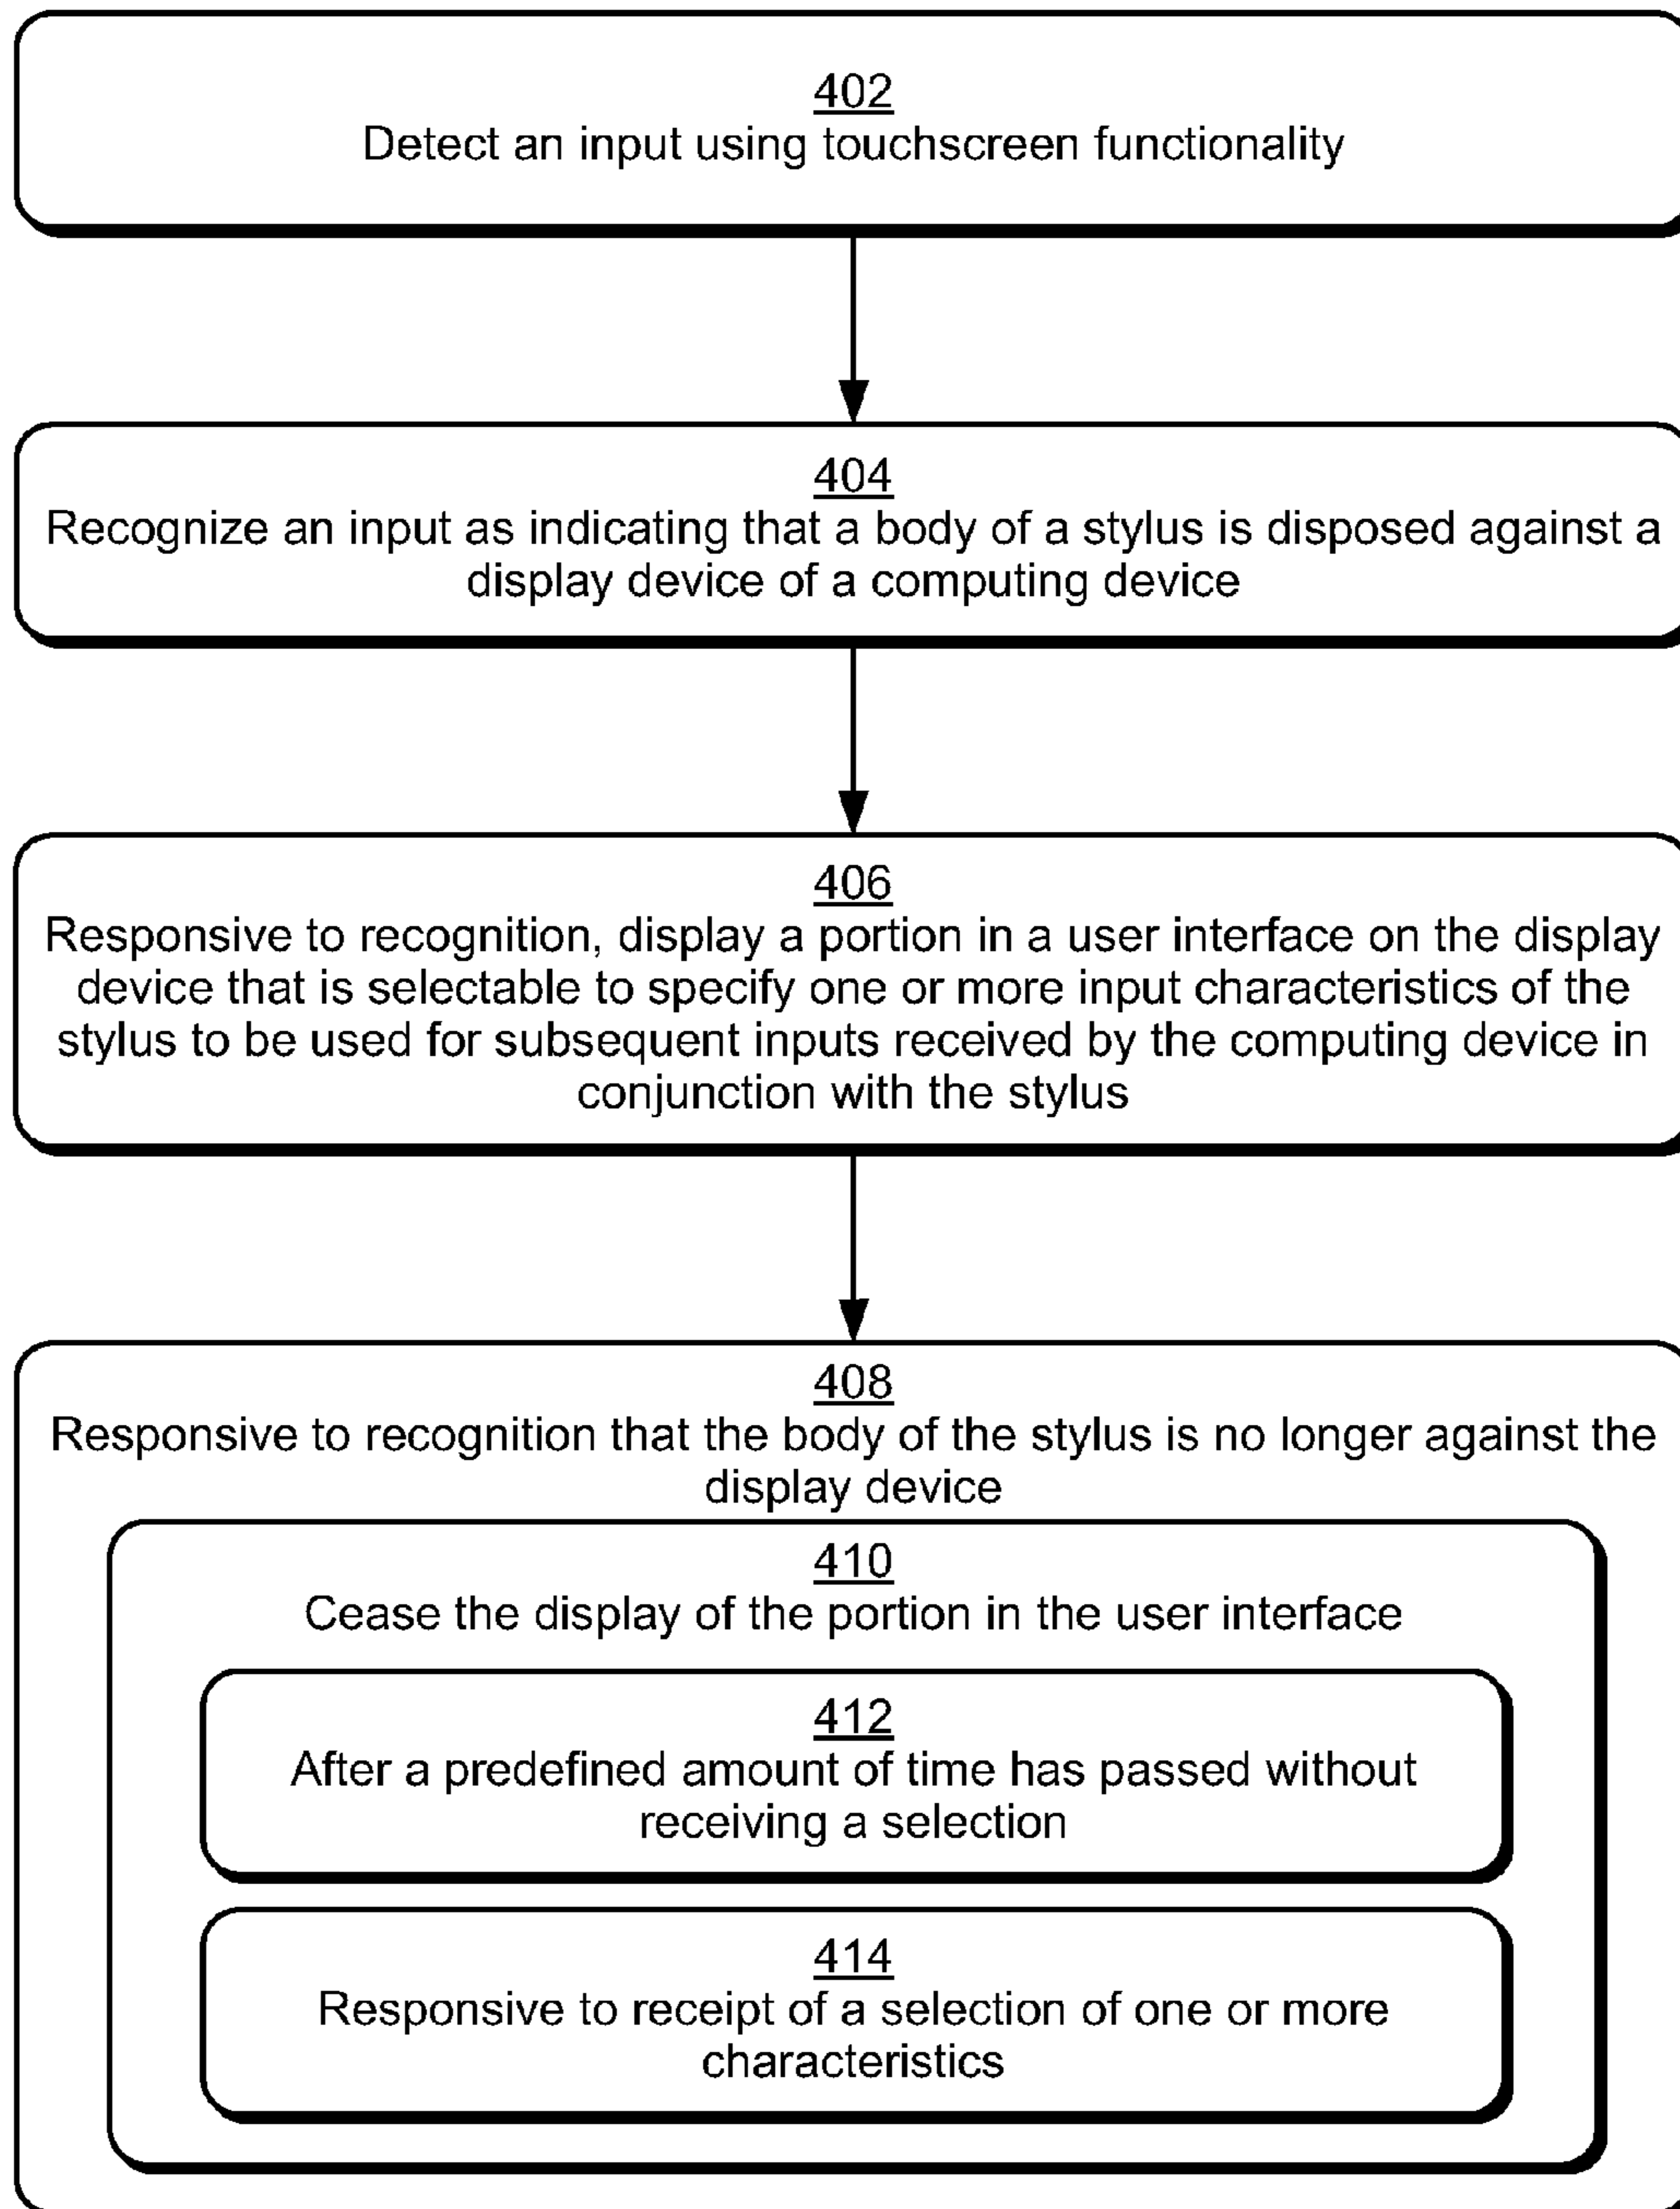 402
Detect an input using touchscreen functionality
404
Recognize an input as indicating that a body of a stylus is disposed against a
display device of a computing device
406
Responsive to recognition, display a portion in a user interface on the display
device that is selectable to specify one or more input characteristics of the
stylus to be used for subsequent inputs received by the computing device in
conjunction with the stylus
408
Responsive to recognition that the body of the stylus is no longer against the
display device
410
Cease the display of the portion in the user interface
412
After a predefined amount of time has passed without
receiving a selection
414
Responsive to receipt of a selection of one or more
characteristics